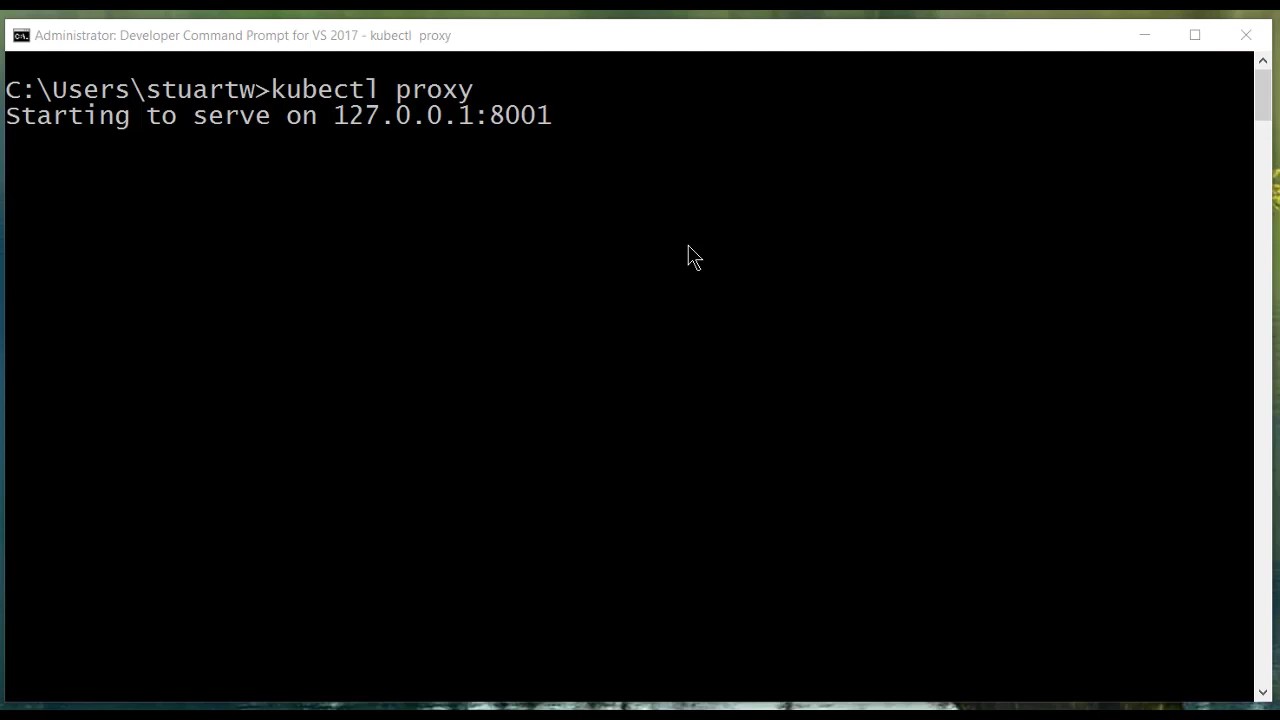 Administrator: Developer Command Prompt for VS 2017 - kubectl  proxy
C:\Users\stuartw>kubectl proxy
Starting to serve on 127.0.0.1:8001